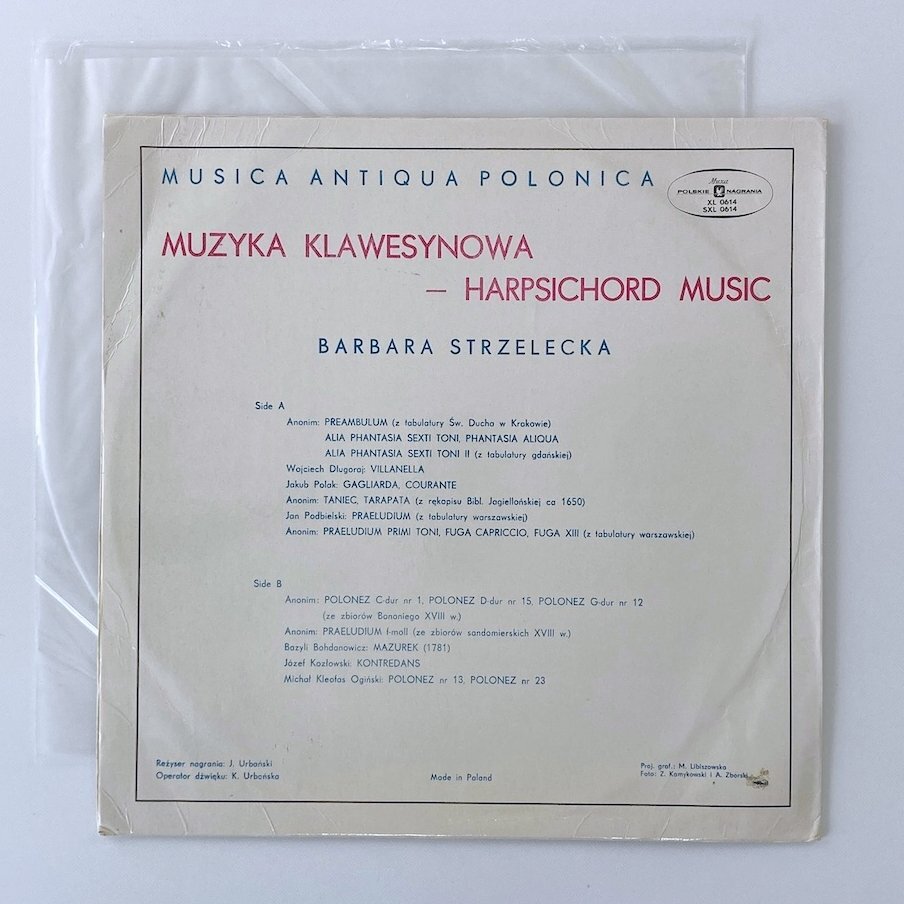 MUSICA ANTIQUA POLONICA
Muza
POLSKIE NAGRANIA
XL 0614
SXL 0614
MUZYKA KLAWESYNOWA
— HARPSICHORD MUSIC
BARBARA STRZELECKA
Side A
Anonim: PREAMBULUM (z tabulatury Św. Ducha w Krakowie)
ALIA PHANTASIA SEXTI TONI, PHANTASIA ALIQUA
ALIA PHANTASIA SEXTI TONI II (z tabulatury gdańskiej)
Wojciech Długoraj: VILLANELLA
Jakub Polak: GAGLIARDA, COURANTE
Anonim: TANIEC, TARAPATA (z rękopisu Bibl. Jagiellońskiej ca 1650)
Jan Podbielski: PRAELUDIUM (z tabulatury warszawskiej)
Anonim: PRAELUDIUM PRIMI TONI, FUGA CAPRICCIO, FUGA XIII (z tabulatury warszawskiej)
Side B
Anonim: POLONEZ C-dur nr 1, POLONEZ D-dur nr 15, POLONEZ G-dur nr 12
(ze zbiorów Bononiego XVIII w.)
Anonim: PRAELUDIUM f-moll (ze zbiorów sandomierskich XVIII w.)
Bazyli Bohdanowicz: MAZUREK (1781)
Józef Kozłowski: KONTREDANS
Michał Kleofas Ogiński: POLONEZ nr 13, POLONEZ nr 23
Reżyser nagrania: J. Urbański
Operator dźwięku: K. Urbańska
Made in Poland
Proj. graf.: M. Libiszowska
Foto: Z. Kamykowski i A. Zborski